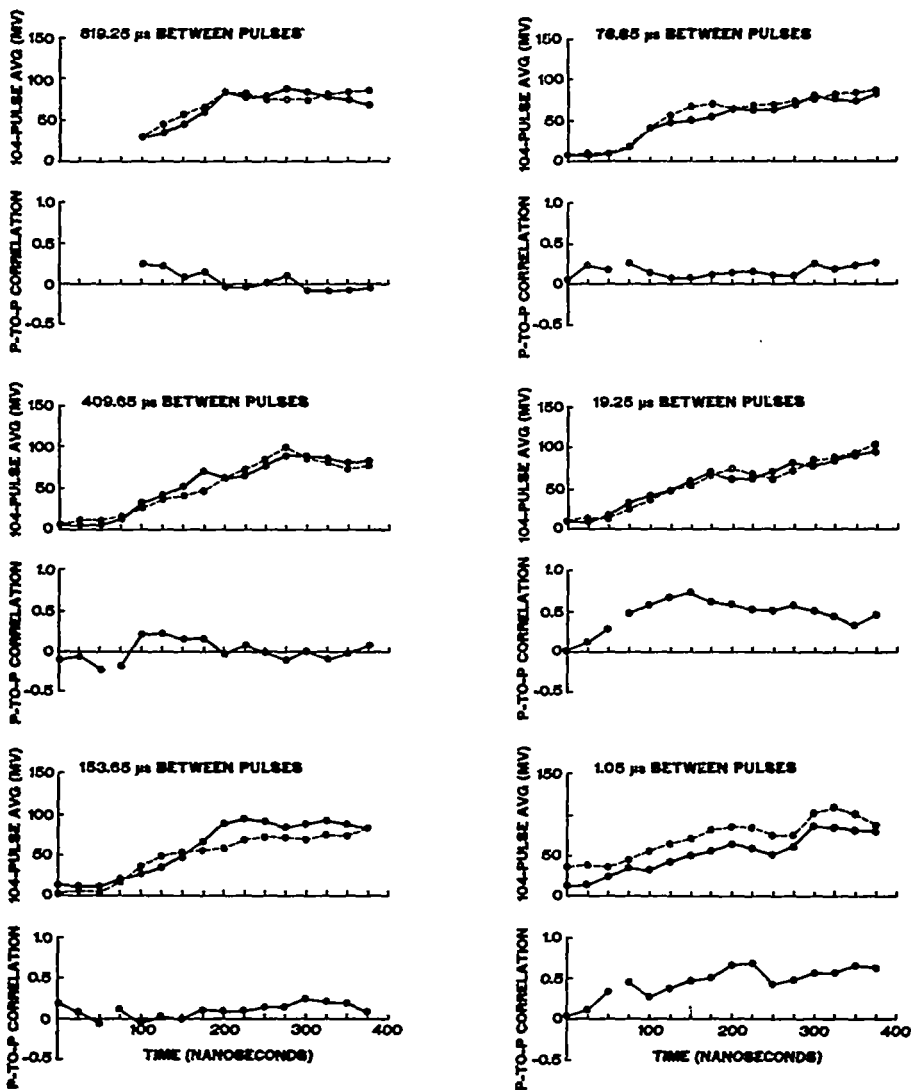 819.25 µs BETWEEN PULSES
104-PULSE AVG (MV)
150
100
50
0
P-TO-P CORRELATION
1.0
0.5
0
-0.5
409.65 µs BETWEEN PULSES
104-PULSE AVG (MV)
150
100
50
0
P-TO-P CORRELATION
1.0
0.5
0
-0.5
153.65 µs BETWEEN PULSES
104-PULSE AVG (MV)
150
100
50
0
P-TO-P CORRELATION
1.0
0.5
0
-0.5
100 200 300 400
TIME (NANOSECONDS)
76.85 µs BETWEEN PULSES
104-PULSE AVG (MV)
150
100
50
0
P-TO-P CORRELATION
1.0
0.5
0
-0.5
19.25 µs BETWEEN PULSES
104-PULSE AVG (MV)
150
100
50
0
P-TO-P CORRELATION
1.0
0.5
0
-0.5
1.05 µs BETWEEN PULSES
104-PULSE AVG (MV)
150
100
50
0
P-TO-P CORRELATION
1.0
0.5
0
-0.5
100 200 300 400
TIME (NANOSECONDS)